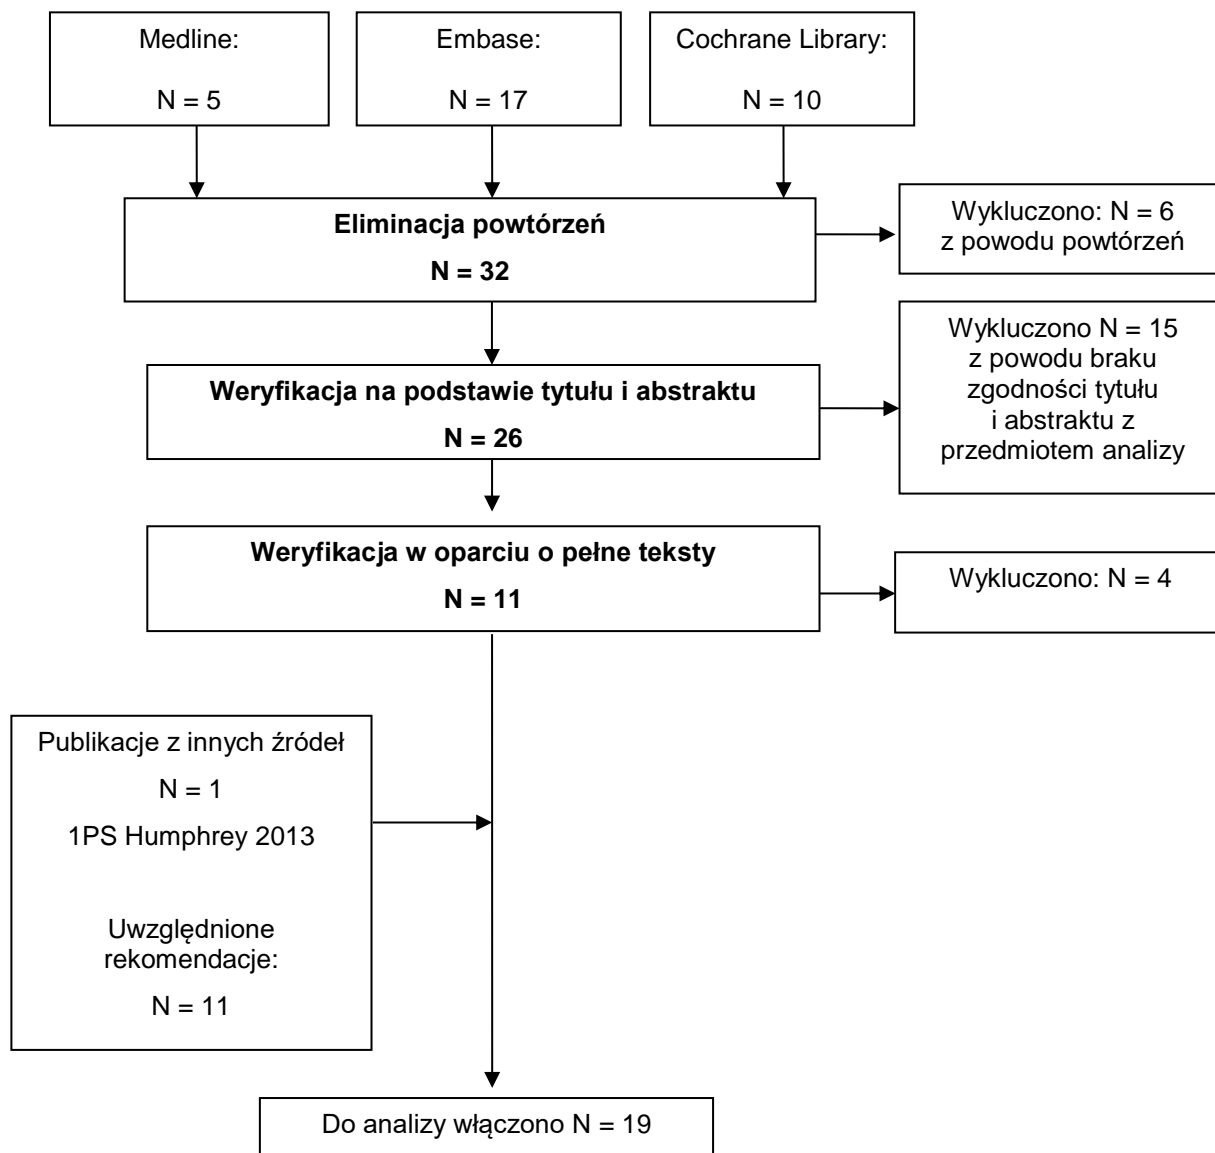 Medline:
N = 5
Embase:
N = 17
Cochrane Library:
N = 10
Eliminacja powtórzeń
N = 32
Wykluczono: N = 6
z powodu powtórzeń
Weryfikacja na podstawie tytułu i abstraktu
N = 26
Wykluczono N = 15
z powodu braku
zgodności tytułu
i abstraktu z
przedmiotem analizy
Weryfikacja w oparciu o pełne teksty
N = 11
Wykluczono: N = 4
Publikacje z innych źródeł
N = 1
1PS Humphrey 2013
Uwzględnione
rekomendacje:
N = 11
Do analizy włączono N = 19